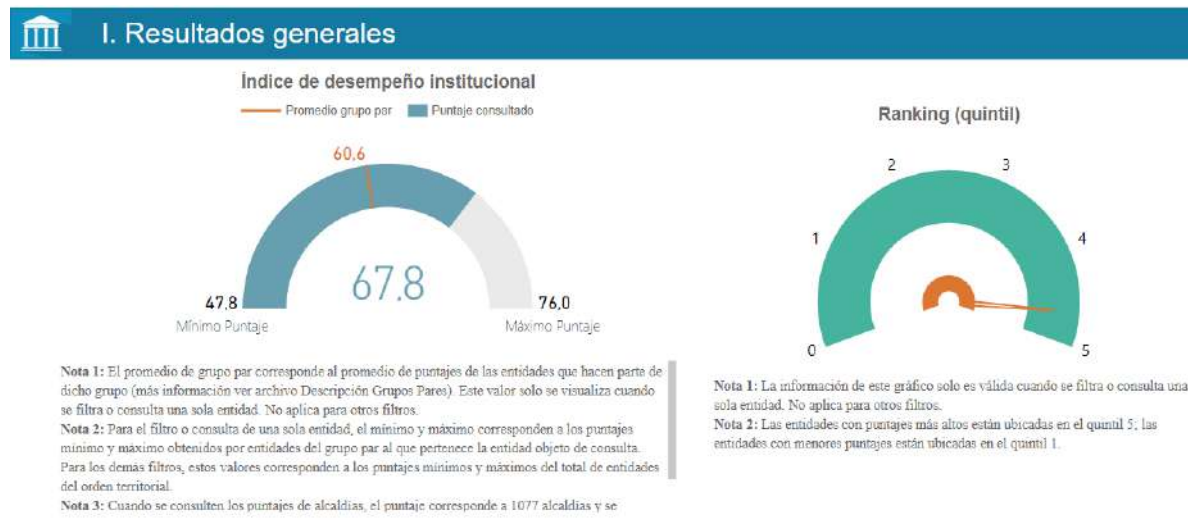 I. Resultados generales
Índice de desempeño institucional
Promedio grupo par
Puntaje consultado
60,6
67,8
47,8
Mínimo Puntaje
76,0
Máximo Puntaje
Nota 1: El promedio de grupo par corresponde al promedio de puntajes de las entidades que hacen parte de
dicho grupo (más información ver archivo Descripción Grupos Pares). Este valor solo se visualiza cuando
se filtra o consulta una sola entidad. No aplica para otros filtros.
Nota 2: Para el filtro o consulta de una sola entidad, el mínimo y máximo corresponden a los puntajes
mínimo y máximo obtenidos por entidades del grupo par al que pertenece la entidad objeto de consulta.
Para los demás filtros, estos valores corresponden a los puntajes mínimos y máximos del total de entidades
del orden territorial.
Nota 3: Cuando se consulten los puntajes de alcaldías, el puntaje corresponde a 1077 alcaldías y se
Ranking (quintil)
0
1
2
3
4
5
Nota 1: La información de este gráfico solo es válida cuando se filtra o consulta una
sola entidad. No aplica para otros filtros.
Nota 2: Las entidades con puntajes más altos están ubicadas en el quintil 5; las
entidades con menores puntajes están ubicadas en el quintil 1.